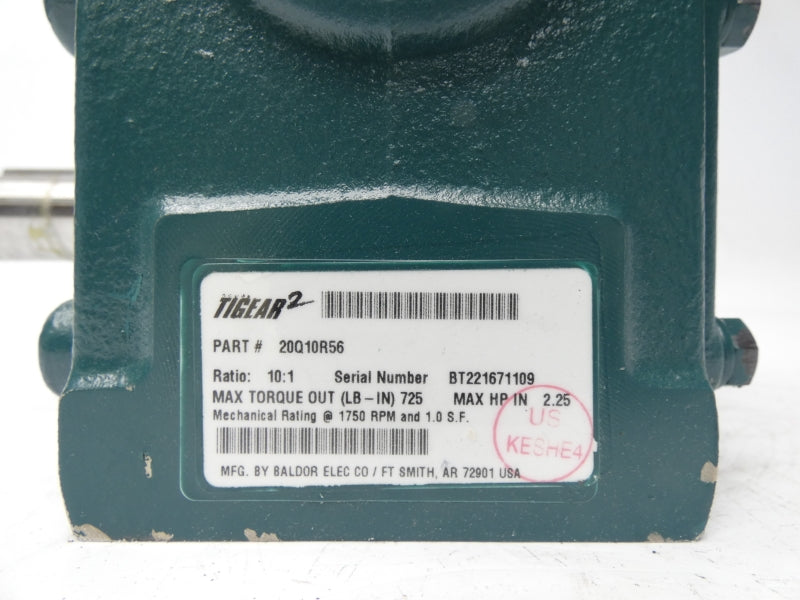 TIGEAR2
PART # 20Q10R56
Ratio: 10:1 Serial Number BT221671109
MAX TORQUE OUT (LB-IN) 725 MAX HP IN 2.25
Mechanical Rating @ 1750 RPM and 1.0 S.F.
US
KESHE4
MFG. BY BALDOR ELEC CO / FT SMITH, AR 72901 USA